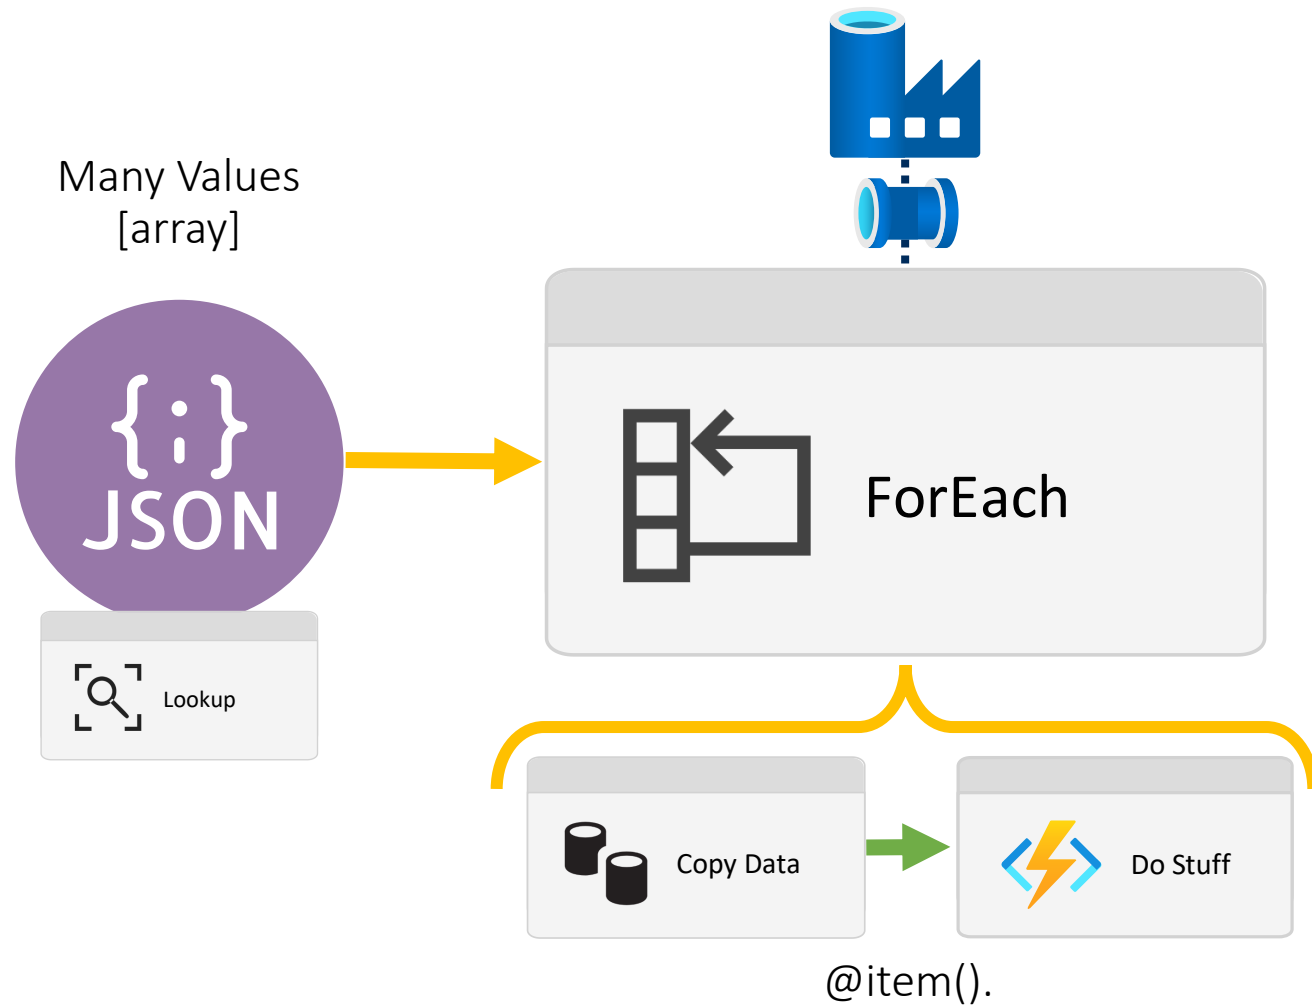 Many Values
[array]
{;}
JSON
Lookup
ForEach
Copy Data
Do Stuff
@item().